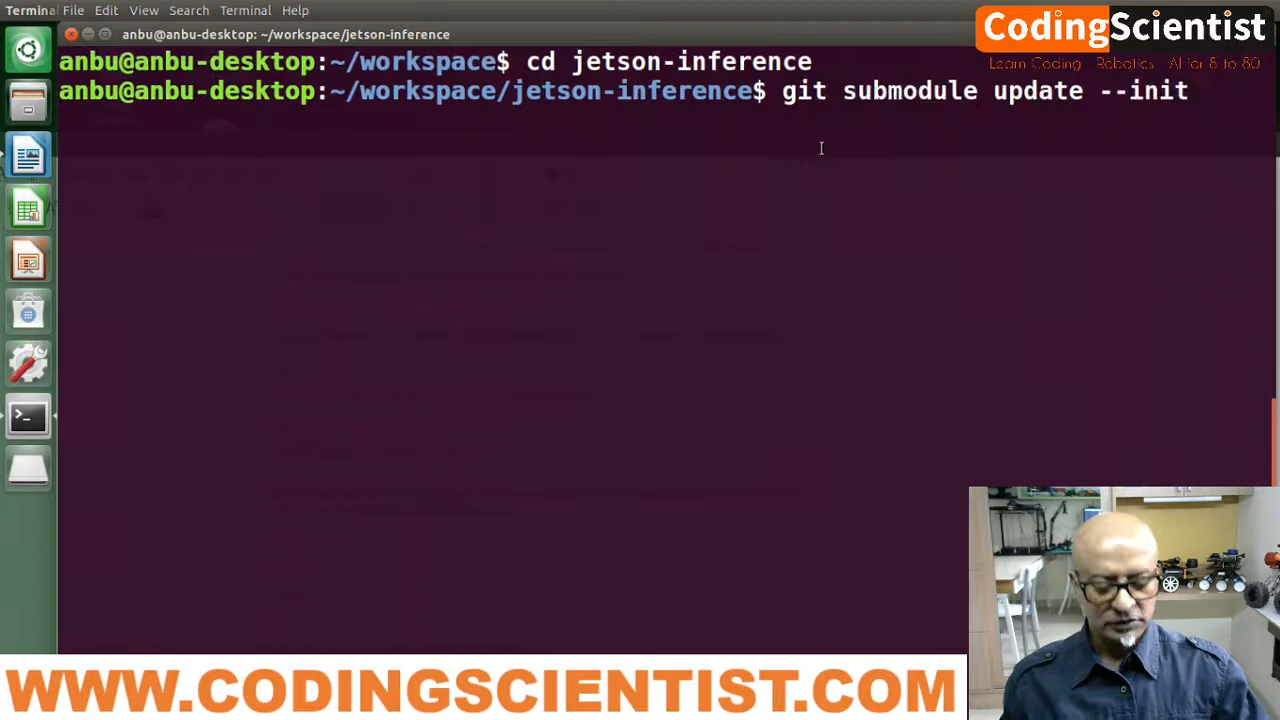 Termina File Edit View Search Terminal Help
anbu@anbu-desktop: ~/workspace/jetson-inference
CodingScientist
Learn Coding Robotics AI for 8 to 80
anbu@anbu-desktop:~/workspace$ cd jetson-inference
anbu@anbu-desktop:~/workspace/jetson-inference$ git submodule update --init
WWW.CODINGSCIENTIST.COM